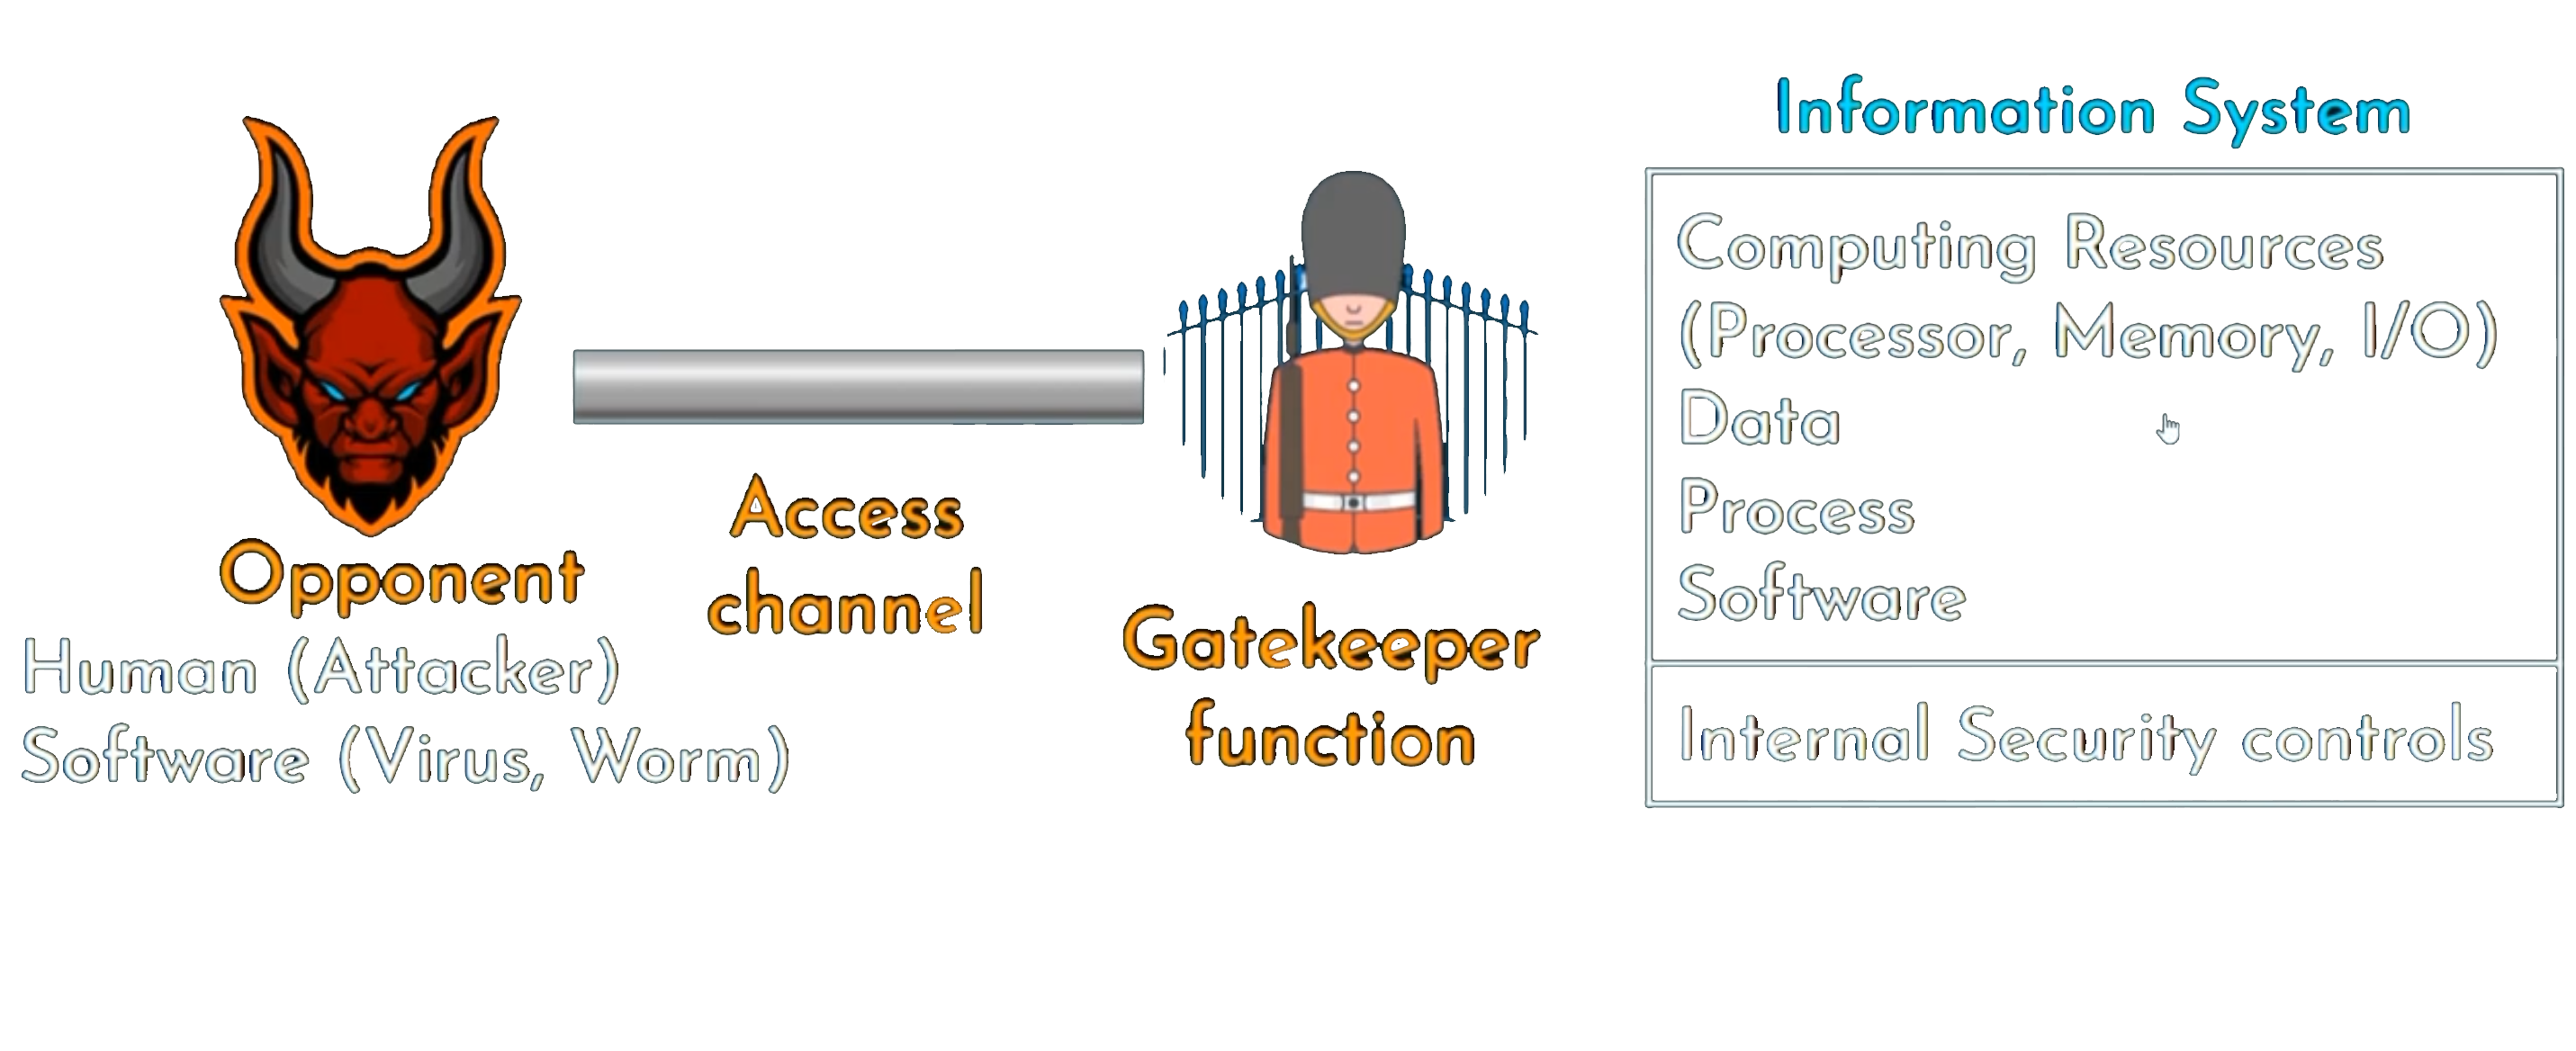 Information System
Computing Resources
(Processor, Memory, I/O)
Data
Process
Software
Internal Security controls
Opponent
Human (Attacker)
Software (Virus, Worm)
Access
channel
Gatekeeper
function